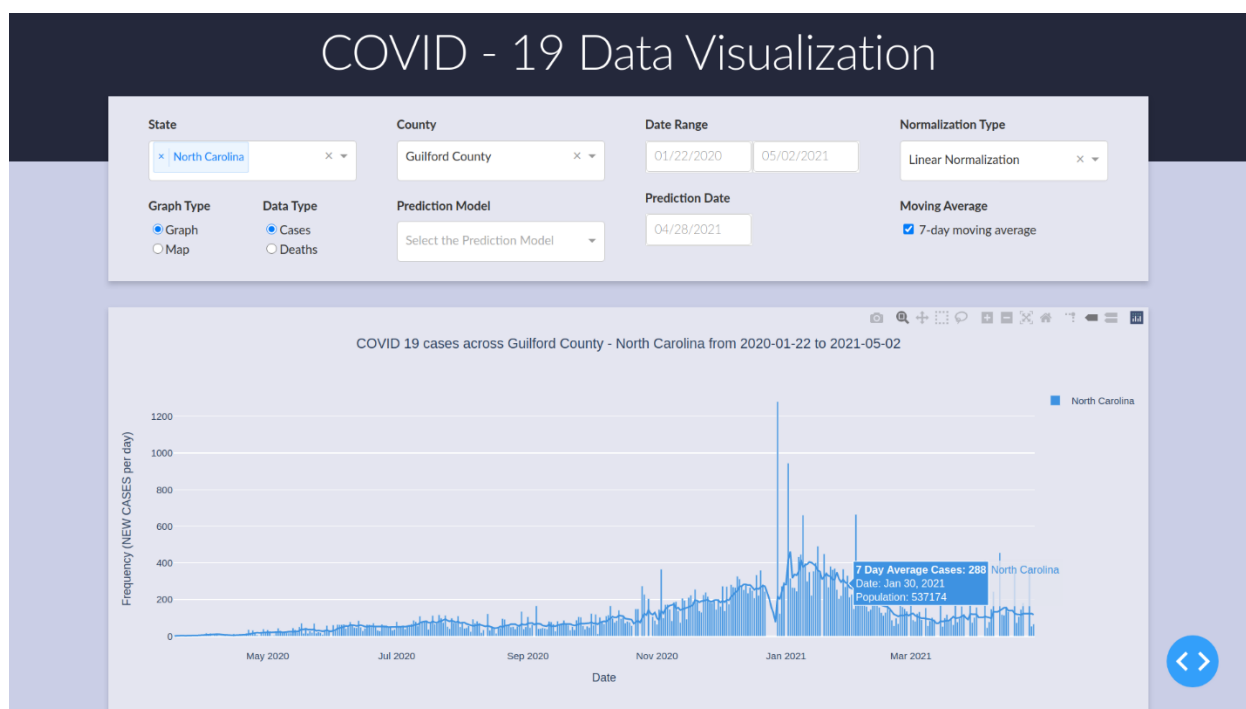 COVID - 19 Data Visualization
State
County
Date Range
Normalization Type
× North Carolina ×
Guilford County ×
01/22/2020 05/02/2021
Linear Normalization ×
Graph Type
Data Type
Prediction Model
Prediction Date
Moving Average
Graph
Map
Cases
Deaths
Select the Prediction Model
04/28/2021
7-day moving average
COVID 19 cases across Guilford County - North Carolina from 2020-01-22 to 2021-05-02
North Carolina
Frequency (NEW CASES per day)
1200
1000
800
600
400
200
0
7 Day Average Cases: 288 North Carolina
Date: Jan 30, 2021
Population: 537174
May 2020 Jul 2020 Sep 2020 Nov 2020 Jan 2021 Mar 2021
Date